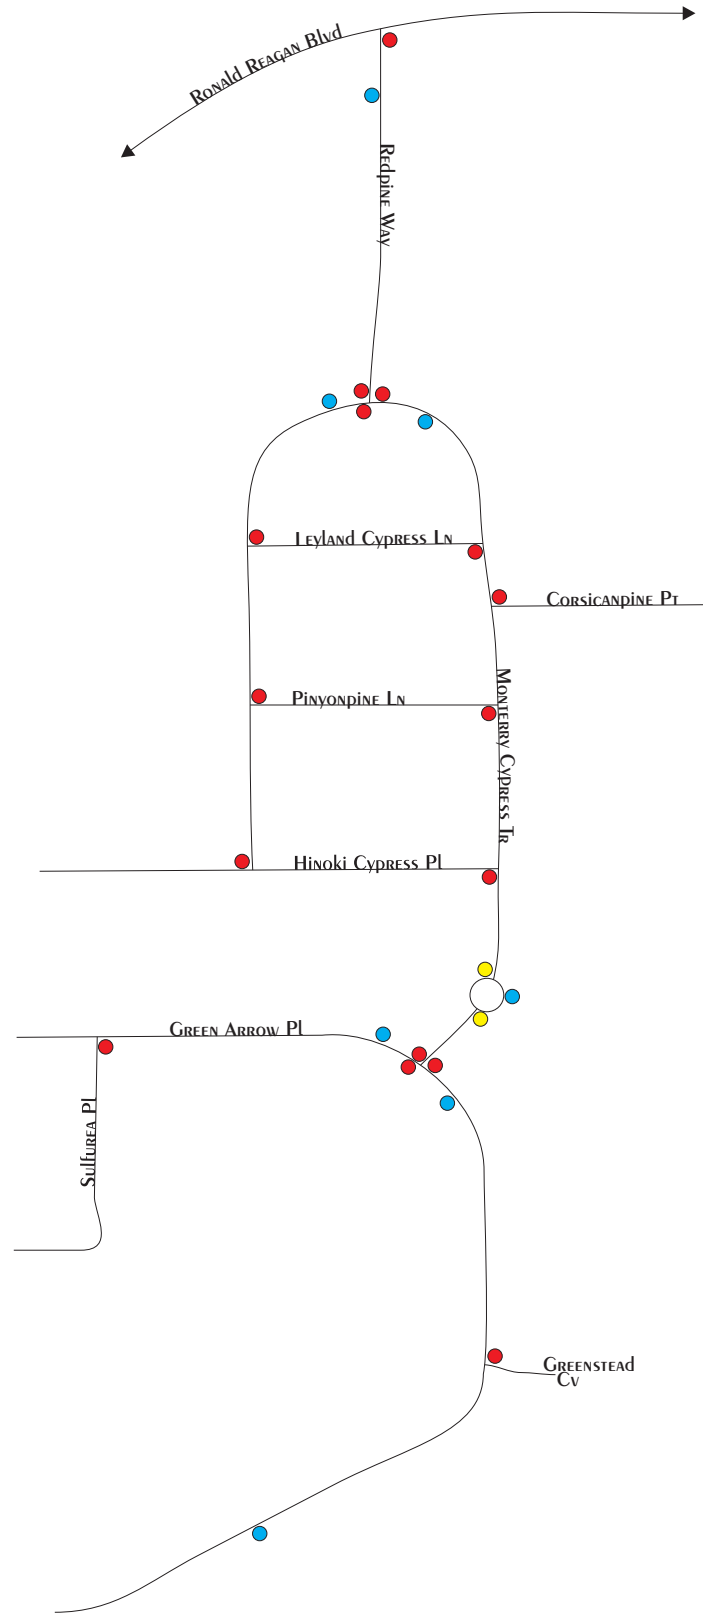 Ronald Reagan Blvd
Redpine Way
Leyland Cypress Ln
Corsicanpine Pt
Pinyonpine Ln
Monterry Cypress Tr
Hinoki Cypress Pl
Green Arrow Pl
Sulfurea Pl
Greenstead
Cv